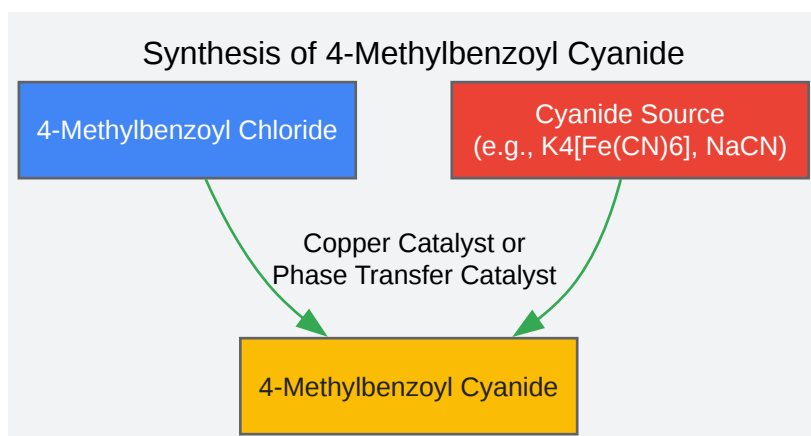 Synthesis of 4-Methylbenzoyl Cyanide
4-Methylbenzoyl Chloride
Cyanide Source
(e.g., K4[Fe(CN)6], NaCN)
Copper Catalyst or
Phase Transfer Catalyst
4-Methylbenzoyl Cyanide